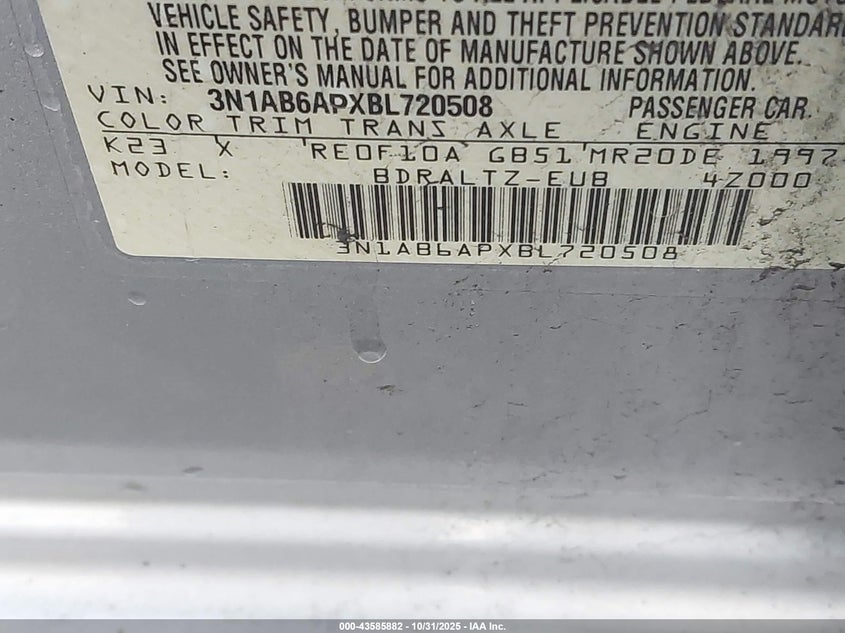 VEHICLE SAFETY, BUMPER AND THEFT PREVENTION STANDARD
IN EFFECT ON THE DATE OF MANUFACTURE SHOWN ABOVE.
SEE OWNER'S MANUAL FOR ADDITIONAL INFORMATION.
VIN: 3N1AB6APXBL720508 PASSENGER CAR.
COLOR TRIM TRANS AXLE ENGINE
K23 X RE0F10A GB51 MR20DE 1997
MODEL: BDRALTZ-EUB 4Z000
3N1AB6APXBL720508
000-43585882 - 10/31/2025 - IAA Inc.